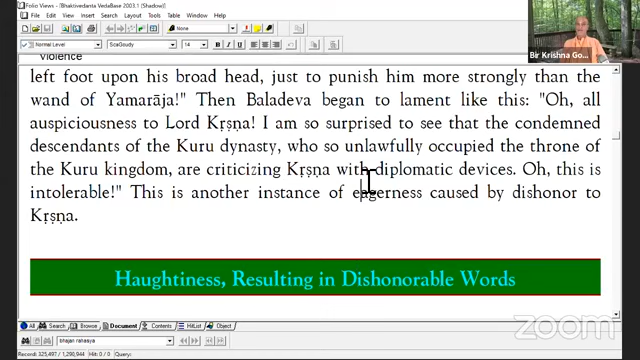 Folio Views - [Bhaktivedanta VedaBase 2003.1 (Shadow)]
File Edit View Search Insert Layout Tools Window Help
<None>
Normal Level
ScaGoudy
14
violence
left foot upon his broad head, just to punish him more strongly than the
wand of Yamarāja!" Then Baladeva began to lament like this: "Oh, all
auspiciousness to Lord Kṛṣṇa! I am so surprised to see that the condemned
descendants of the Kuru dynasty, who so unlawfully occupied the throne of
the Kuru kingdom, are criticizing Kṛṣṇa with diplomatic devices. Oh, this is
intolerable!" This is another instance of eagerness caused by dishonor to
Kṛṣṇa.
Haughtiness, Resulting in Dishonorable Words
All Search Browse Document Contents HitList Object
bhajan rahasya
Record: 325,497 / 1,298,944 Hit: 0 / 0 Query:
Bir Krishna Go...
zoom